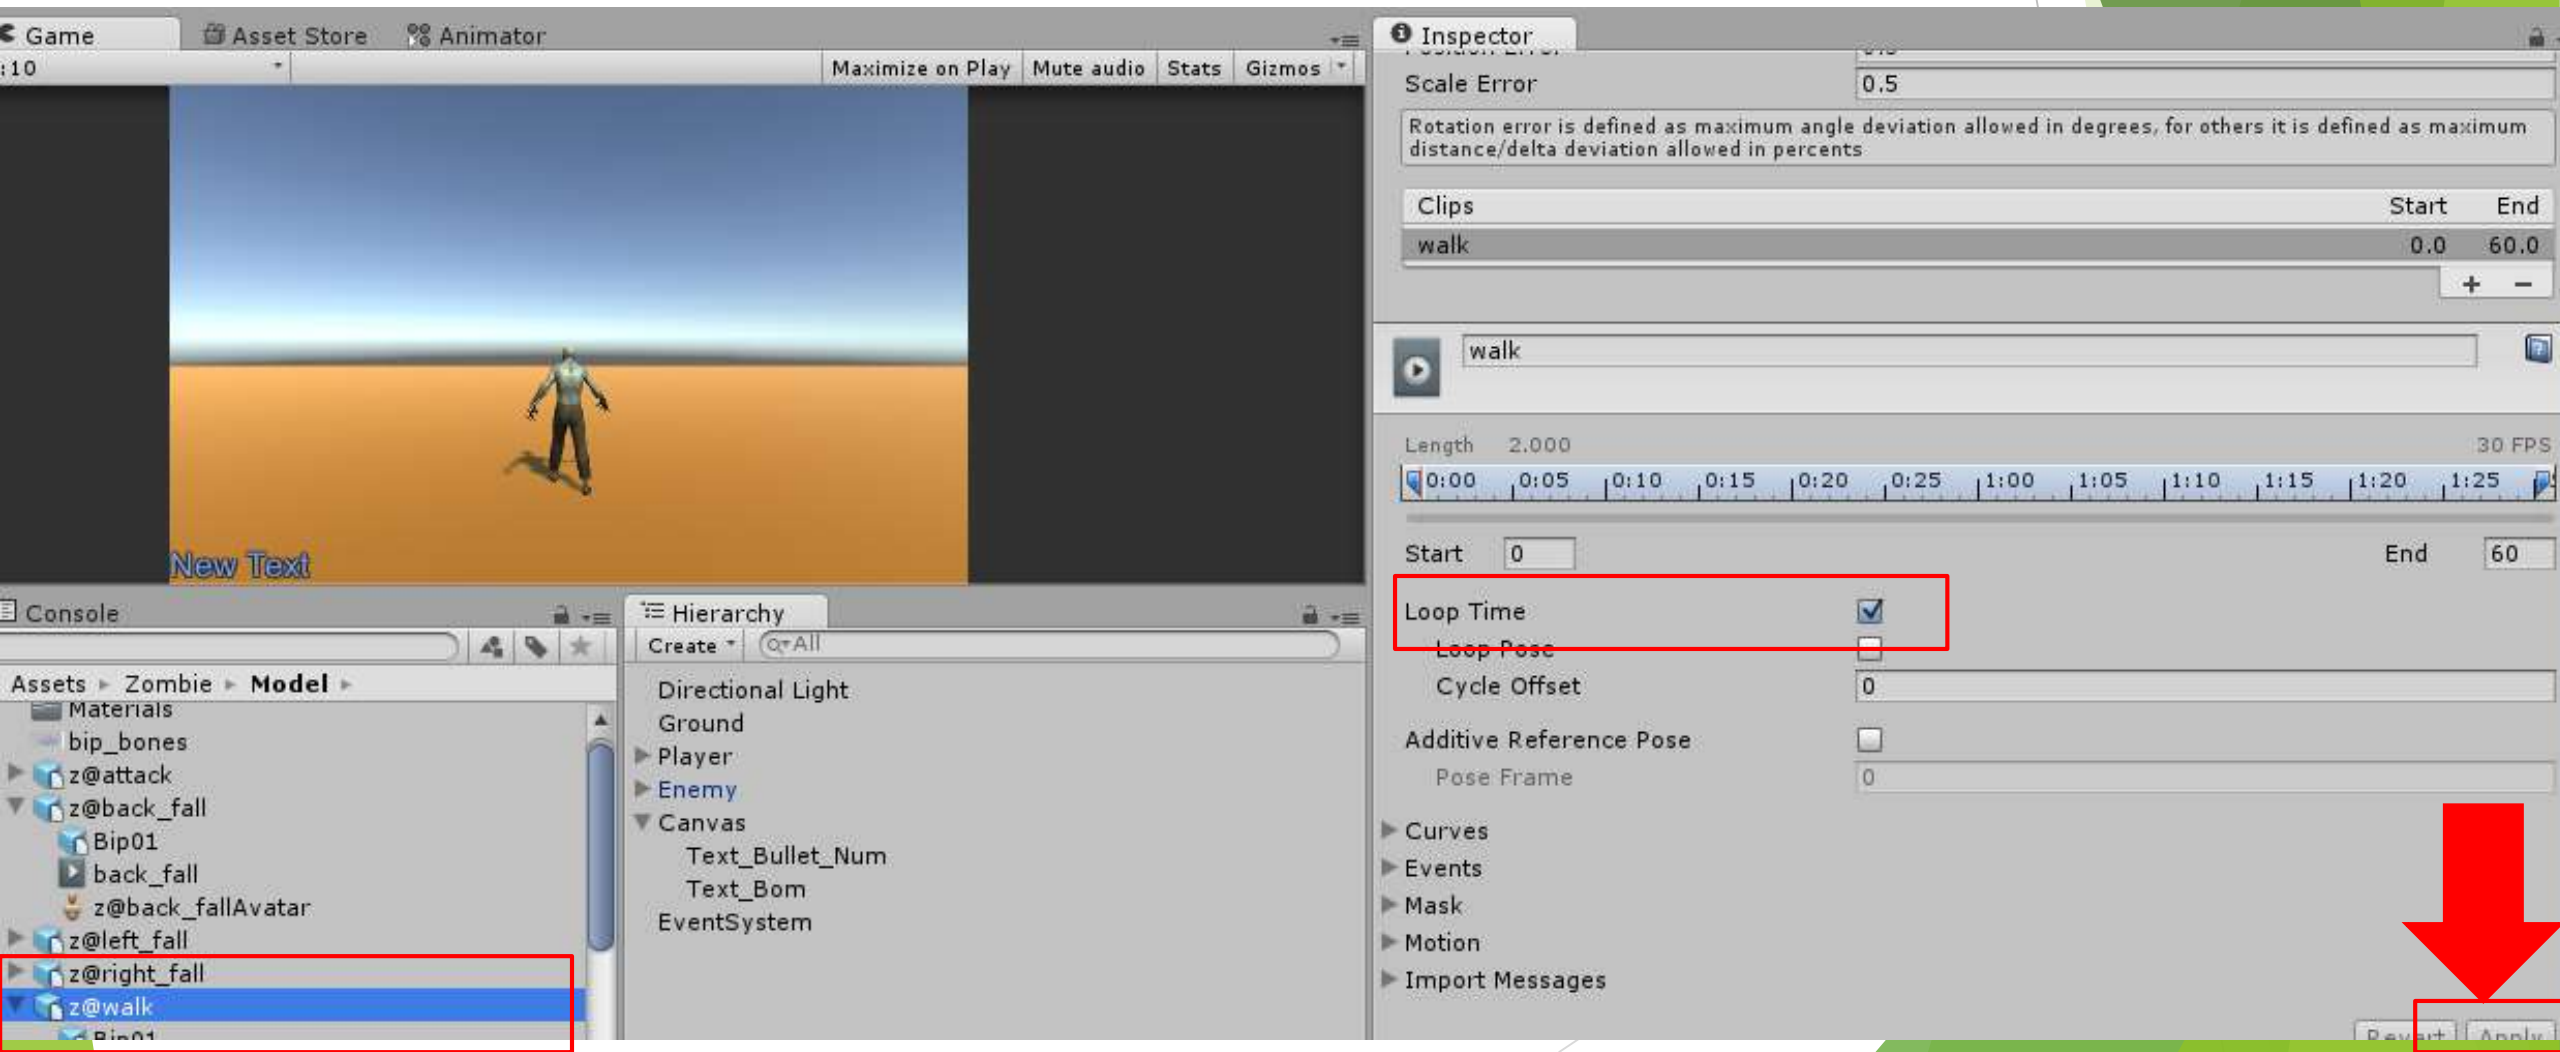 Game Asset Store Animator
:10 Maximize on Play Mute audio Stats Gizmos
New Text
Console
Assets Zombie Model
Materials
bip_bones
z@attack
z@back_fall
Bip01
back_fall
z@back_fallAvatar
z@left_fall
z@right_fall
z@walk
Bip01
Hierarchy
Create All
Directional Light
Ground
Player
Enemy
Canvas
Text_Bullet_Num
Text_Bom
EventSystem
Inspector
Scale Error 0.5
Rotation error is defined as maximum angle deviation allowed in degrees, for others it is defined as maximum
distance/delta deviation allowed in percents
Clips Start End
walk 0.0 60.0
+ −
walk
Length 2.000 30 FPS
0:00 0:05 0:10 0:15 0:20 0:25 1:00 1:05 1:10 1:15 1:20 1:25
Start 0 End 60
Loop Time
Loop Pose
Cycle Offset 0
Additive Reference Pose
Pose Frame 0
Curves
Events
Mask
Motion
Import Messages
Revert Apply